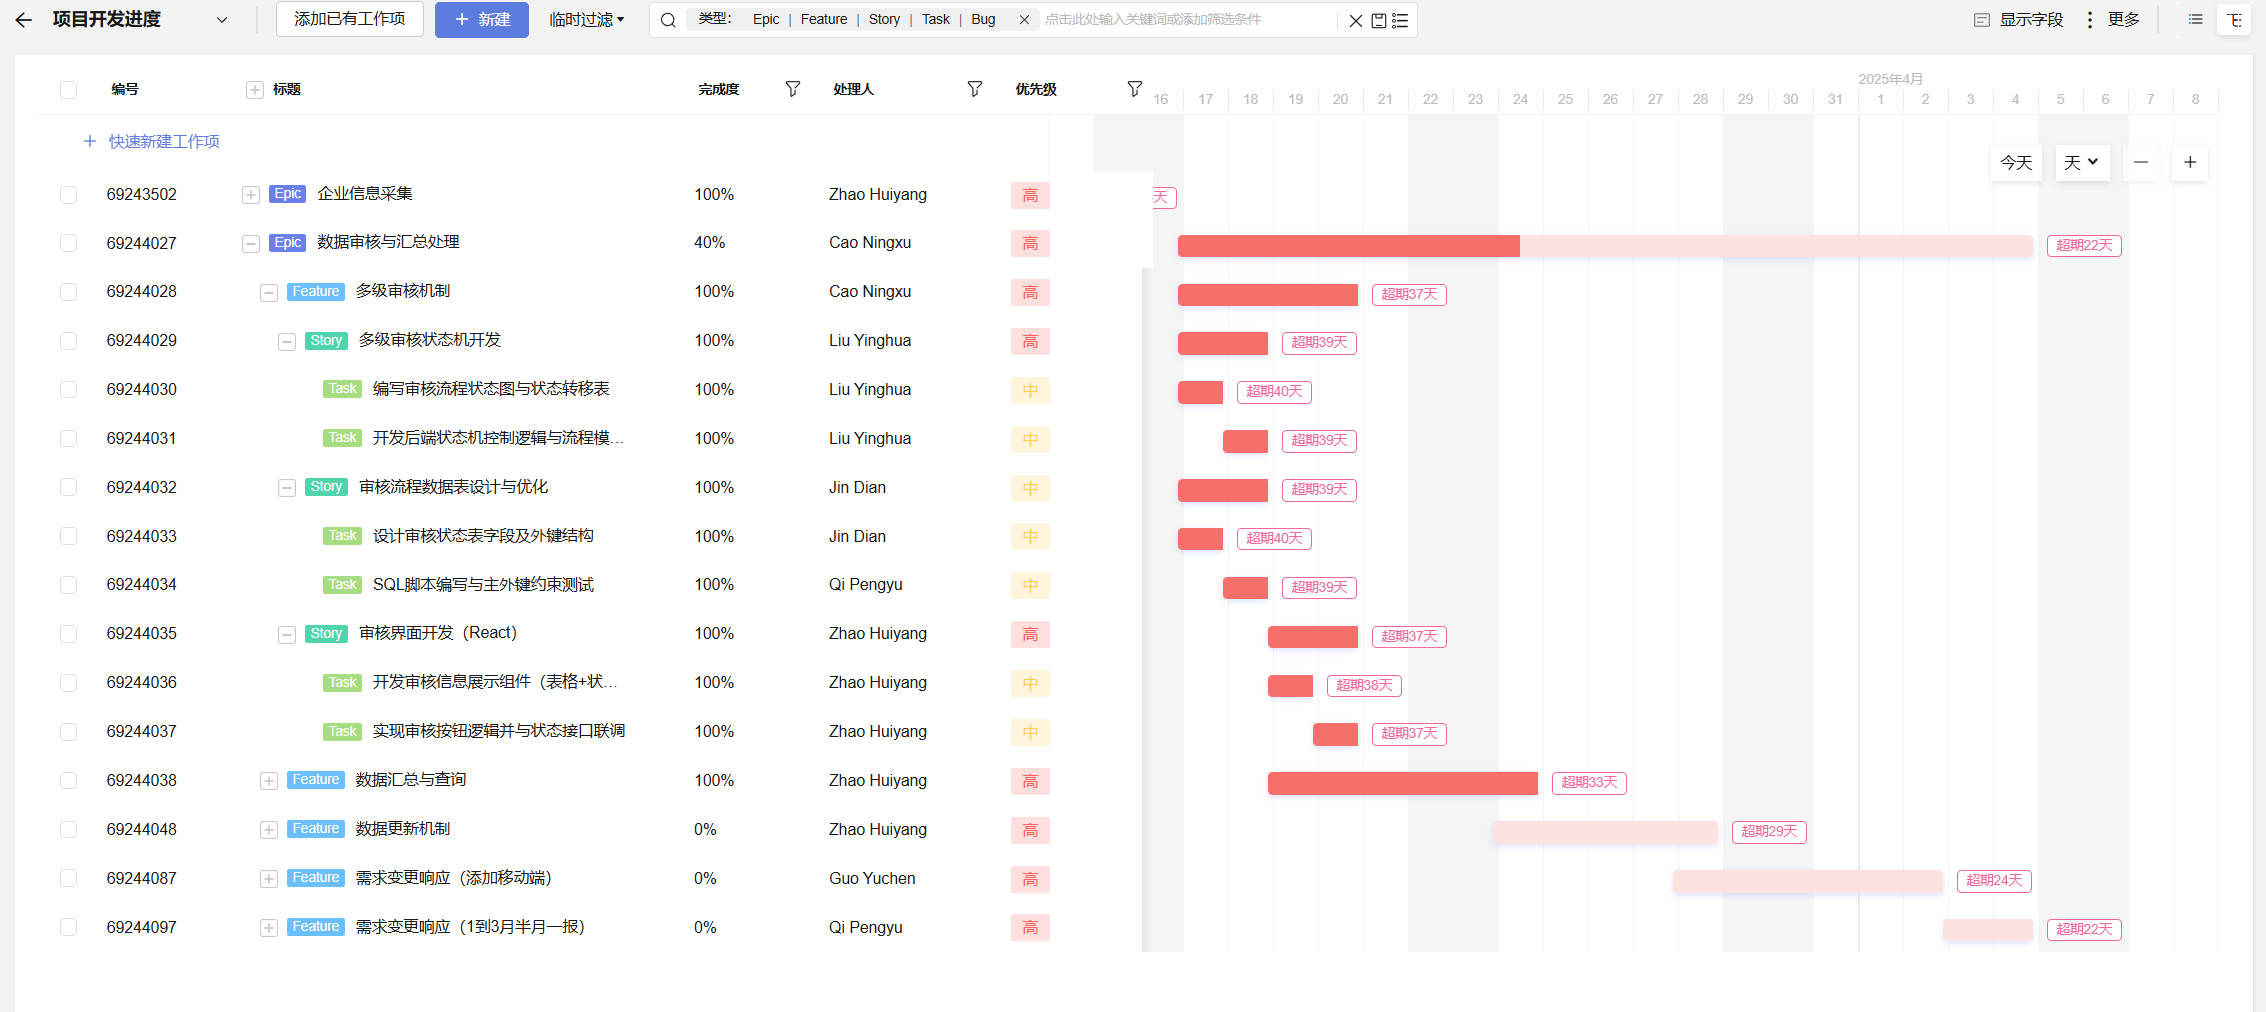 项目开发进度 添加已有工作项 + 新建 临时过滤 类型: Epic | Feature | Story | Task | Bug 点击此处输入关键词或添加筛选条件 显示字段 更多
编号 标题 完成度 处理人 优先级
2025年4月
16 17 18 19 20 21 22 23 24 25 26 27 28 29 30 31 1 2 3 4 5 6 7 8
+ 快速新建工作项
今天 天 — +
69243502 Epic 企业信息采集 100% Zhao Huiyang 高 天
69244027 Epic 数据审核与汇总处理 40% Cao Ningxu 高 超期22天
69244028 Feature 多级审核机制 100% Cao Ningxu 高 超期37天
69244029 Story 多级审核状态机开发 100% Liu Yinghua 高 超期39天
69244030 Task 编写审核流程状态图与状态转移表 100% Liu Yinghua 中 超期40天
69244031 Task 开发后端状态机控制逻辑与流程模... 100% Liu Yinghua 中 超期39天
69244032 Story 审核流程数据表设计与优化 100% Jin Dian 中 超期39天
69244033 Task 设计审核状态表字段及外键结构 100% Jin Dian 中 超期40天
69244034 Task SQL脚本编写与主外键约束测试 100% Qi Pengyu 中 超期39天
69244035 Story 审核界面开发（React） 100% Zhao Huiyang 高 超期37天
69244036 Task 开发审核信息展示组件（表格+状... 100% Zhao Huiyang 中 超期38天
69244037 Task 实现审核按钮逻辑并与状态接口联调 100% Zhao Huiyang 中 超期37天
69244038 Feature 数据汇总与查询 100% Zhao Huiyang 高 超期33天
69244048 Feature 数据更新机制 0% Zhao Huiyang 高 超期29天
69244087 Feature 需求变更响应（添加移动端） 0% Guo Yuchen 高 超期24天
69244097 Feature 需求变更响应（1到3月半月一报） 0% Qi Pengyu 高 超期22天